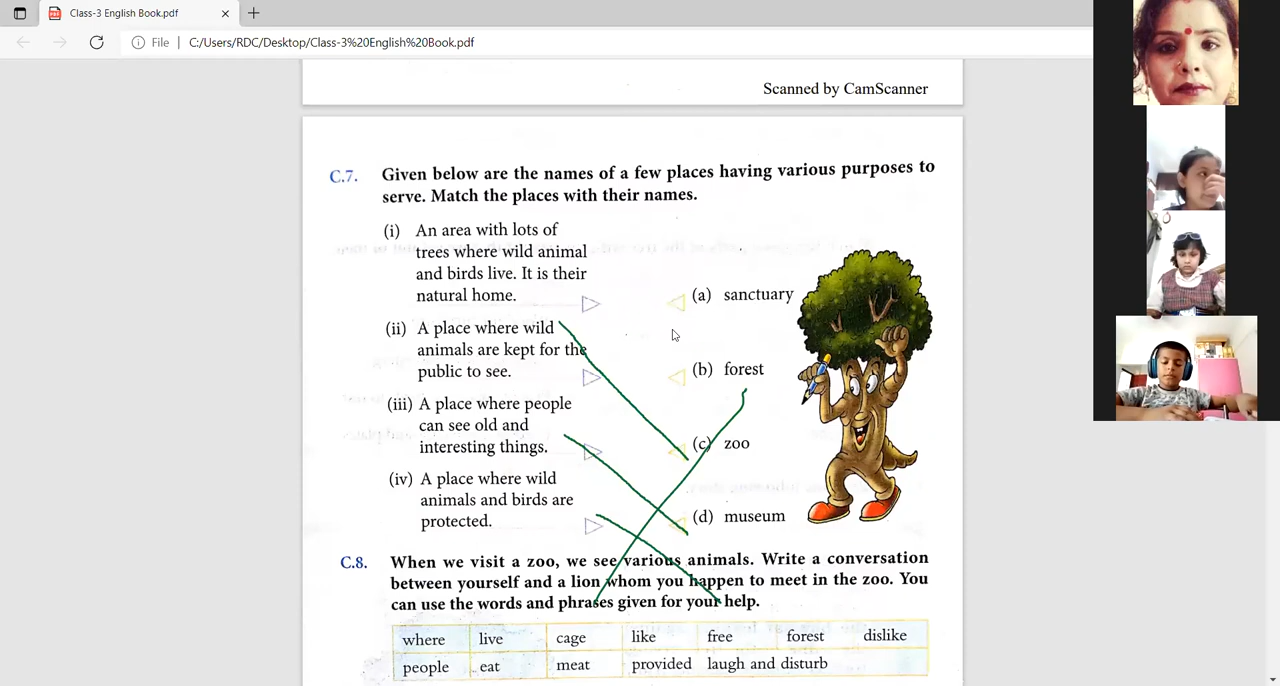 Class-3 English Book.pdf
File | C:/Users/RDC/Desktop/Class-3%20English%20Book.pdf
Scanned by CamScanner
C.7. Given below are the names of a few places having various purposes to
serve. Match the places with their names.
(i) An area with lots of
trees where wild animal
and birds live. It is their
natural home.
(a) sanctuary
(ii) A place where wild
animals are kept for the
public to see.
(b) forest
(iii) A place where people
can see old and
interesting things.
(c) zoo
(iv) A place where wild
animals and birds are
protected.
(d) museum
C.8. When we visit a zoo, we see various animals. Write a conversation
between yourself and a lion whom you happen to meet in the zoo. You
can use the words and phrases given for your help.
where live cage like free forest dislike
people eat meat provided laugh and disturb